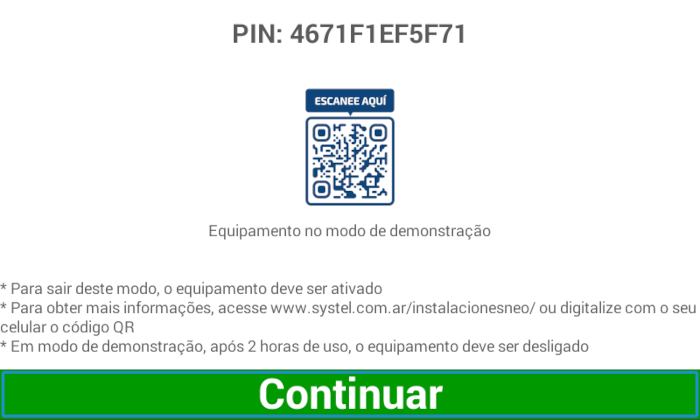 PIN: 4671F1EF5F71
ESCANEE AQUÍ
Equipamento no modo de demonstração
* Para sair deste modo, o equipamento deve ser ativado
* Para obter mais informações, acesse www.systel.com.ar/instalacionesneo/ ou digitalize com o seu
celular o código QR
* Em modo de demonstração, após 2 horas de uso, o equipamento deve ser desligado
Continuar